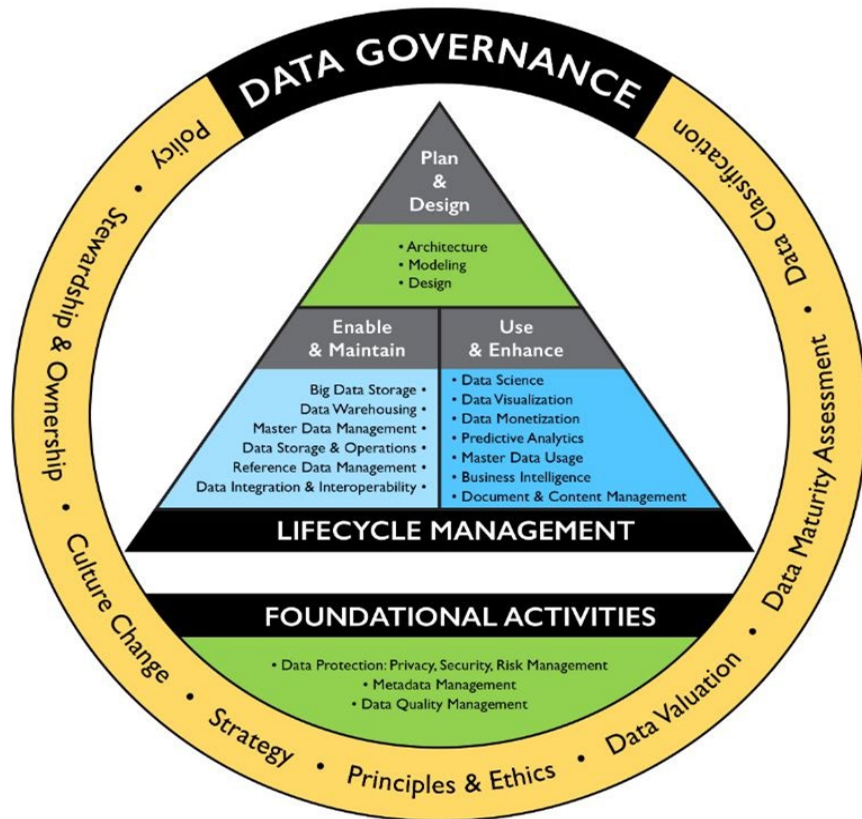 DATA GOVERNANCE
Policy • Stewardship & Ownership • Culture Change • Strategy • Principles & Ethics • Data Valuation • Data Maturity Assessment • Data Classification
Plan
&
Design
• Architecture
• Modeling
• Design
Enable
& Maintain
Big Data Storage •
Data Warehousing •
Master Data Management •
Data Storage & Operations •
Reference Data Management •
Data Integration & Interoperability •
Use
& Enhance
• Data Science
• Data Visualization
• Data Monetization
• Predictive Analytics
• Master Data Usage
• Business Intelligence
• Document & Content Management
LIFECYCLE MANAGEMENT
FOUNDATIONAL ACTIVITIES
• Data Protection: Privacy, Security, Risk Management
• Metadata Management
• Data Quality Management